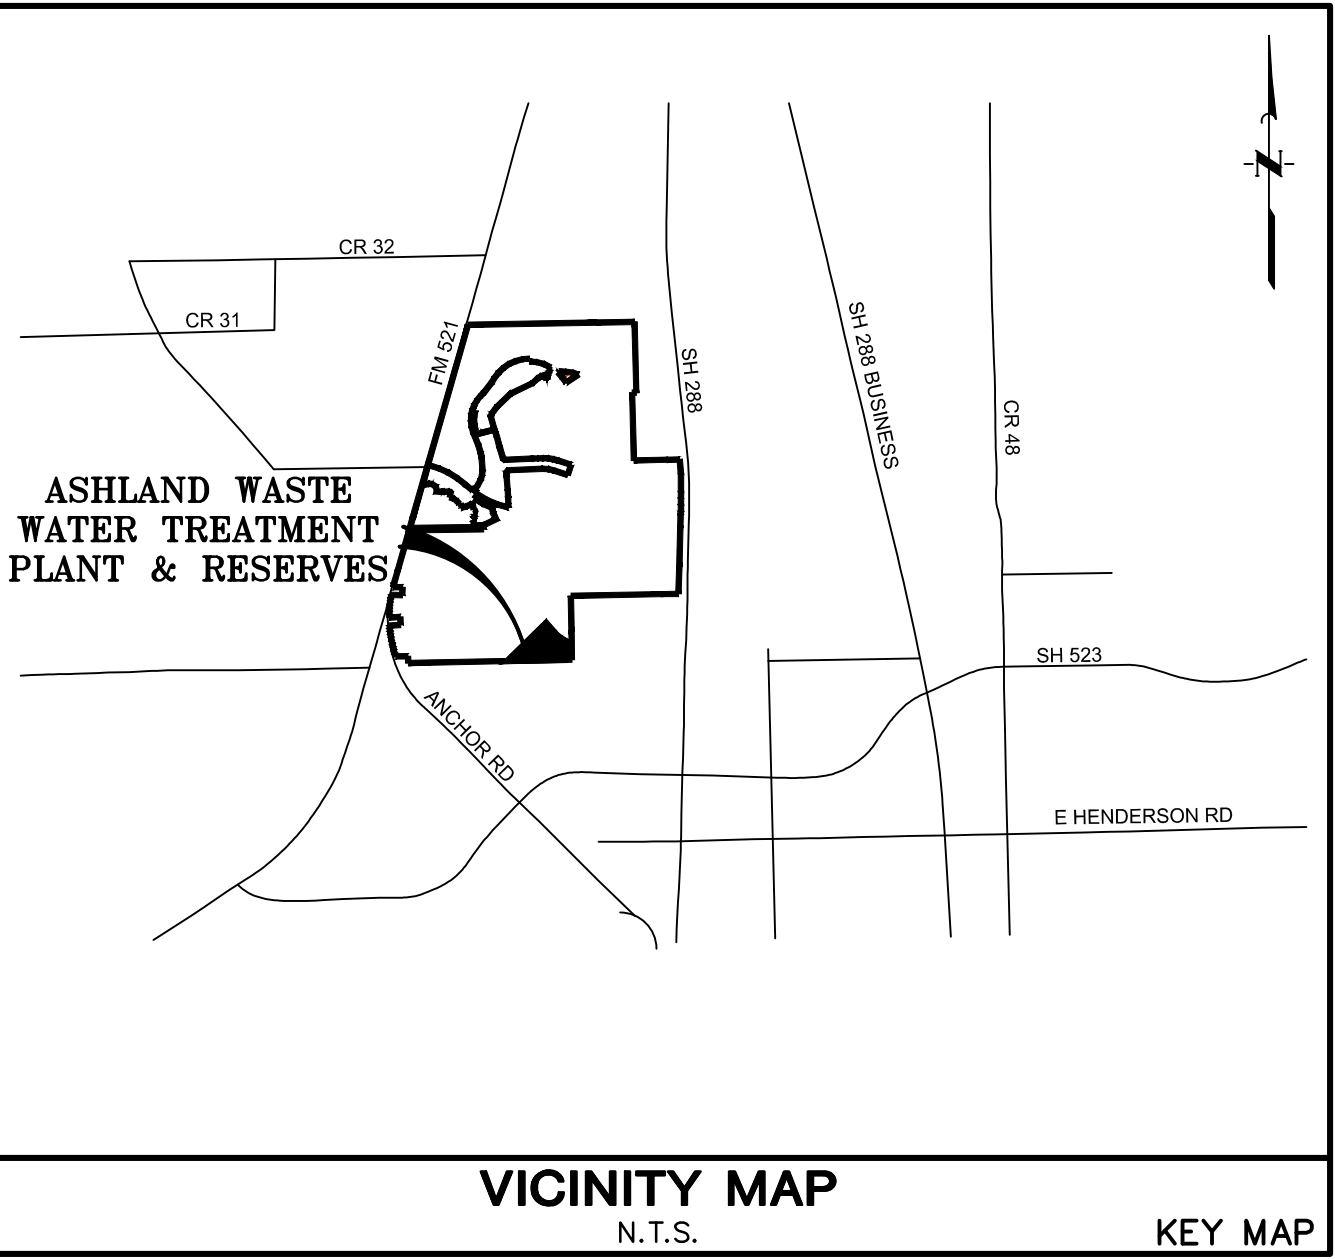 N
CR 32
CR 31
FM 521
SH 288
SH 288 BUSINESS
CR 48
ASHLAND WASTE
WATER TREATMENT
PLANT & RESERVES
SH 523
ANCHOR RD
E HENDERSON RD
VICINITY MAP
N.T.S.
KEY MAP